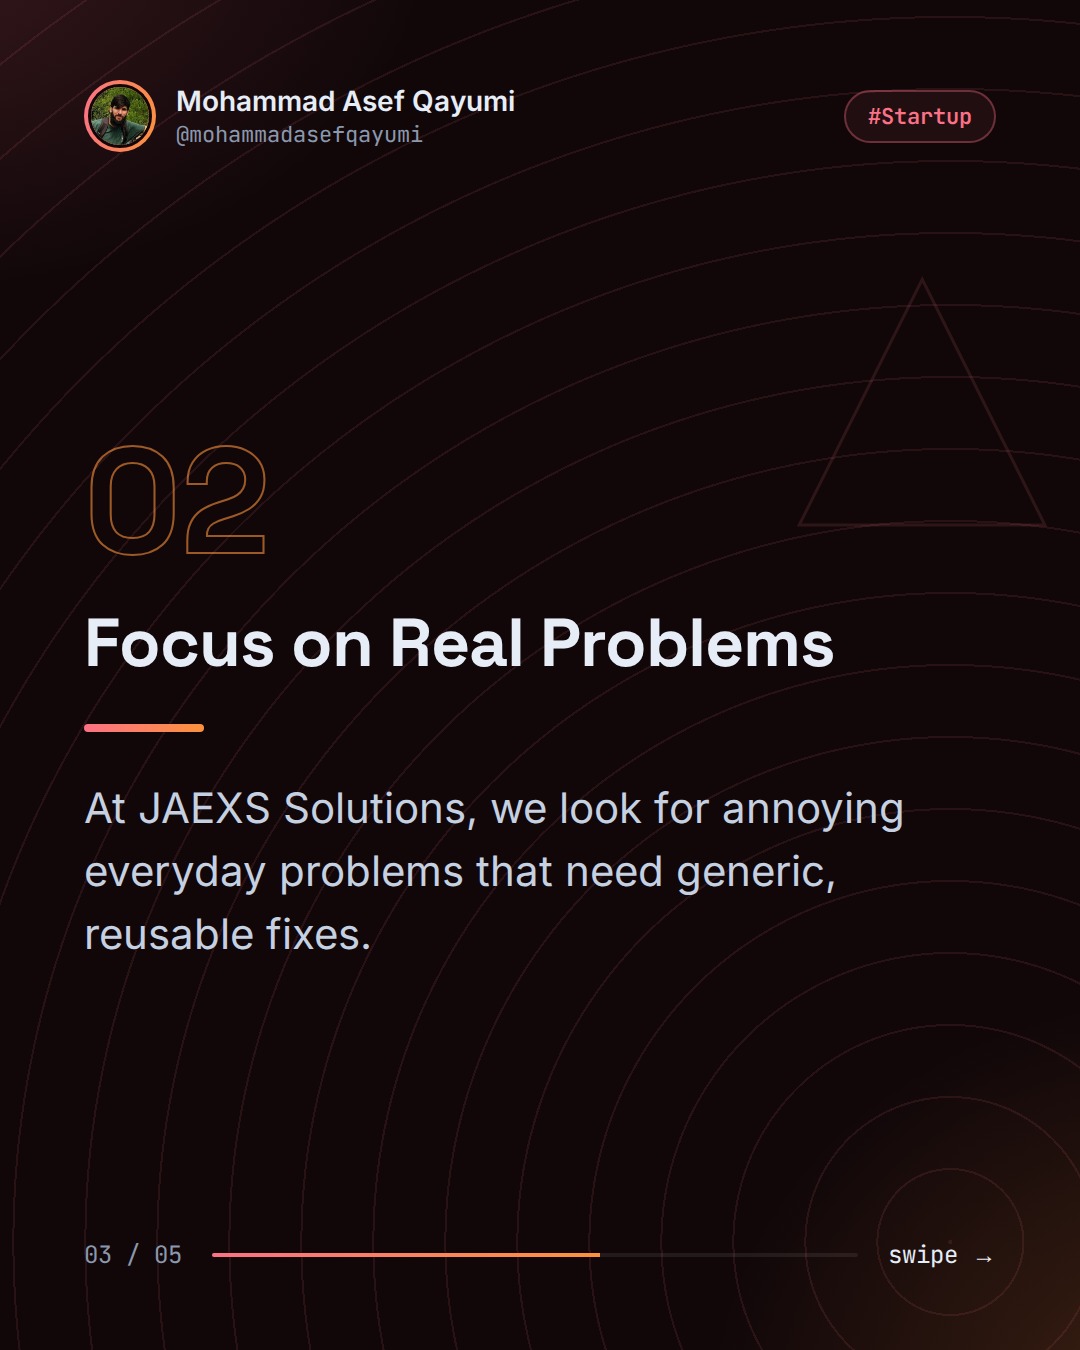 Mohammad Asef Qayumi
@mohammadasefqayumi
#Startup
02
Focus on Real Problems
At JAEXS Solutions, we look for annoying
everyday problems that need generic,
reusable fixes.
03 / 05
swipe →